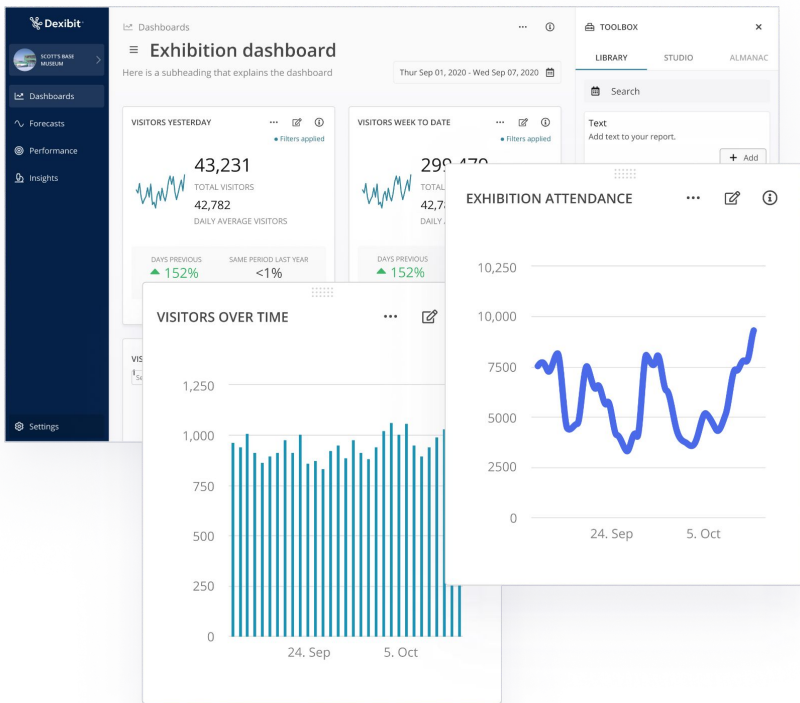 Dexibit
SCOTT'S BASE
MUSEUM
Dashboards
Forecasts
Performance
Insights
Settings
Dashboards
Exhibition dashboard
Here is a subheading that explains the dashboard
Thur Sep 01, 2020 - Wed Sep 07, 2020
VISITORS YESTERDAY
Filters applied
43,231
TOTAL VISITORS
42,782
DAILY AVERAGE VISITORS
DAYS PREVIOUS
SAME PERIOD LAST YEAR
152%
<1%
VISITORS WEEK TO DATE
Filters applied
DAYS PREVIOUS
152%
TOOLBOX
LIBRARY
STUDIO
ALMANAC
Search
Text
Add text to your report.
+ Add
VISITORS OVER TIME
1,250
1,000
750
500
250
0
24. Sep
5. Oct
EXHIBITION ATTENDANCE
10,250
10,000
7500
5000
2500
0
24. Sep
5. Oct